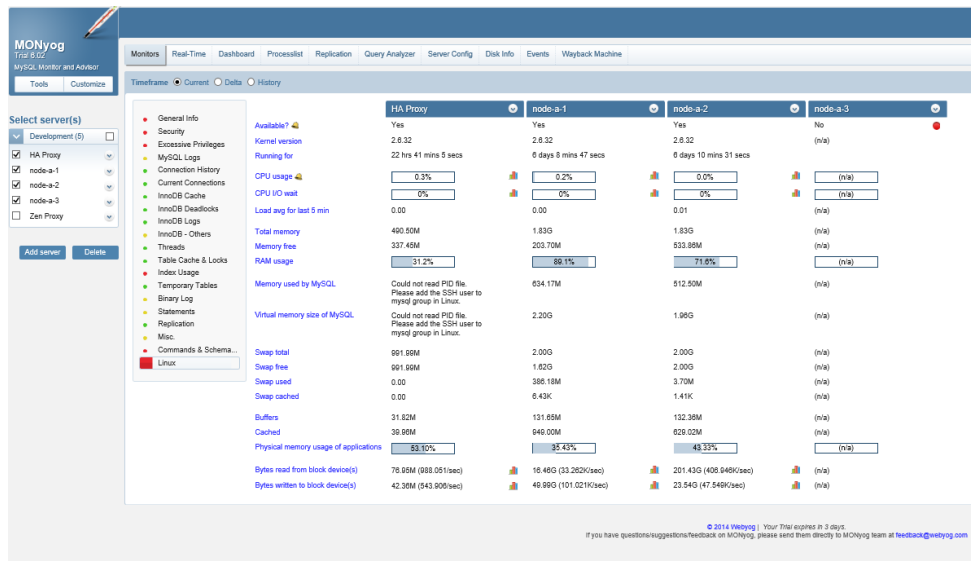 MONyog
Trial 6.02
MySQL Monitor and Advisor
Tools Customize
Select server(s)
Development (5)
HA Proxy
node-a-1
node-a-2
node-a-3
Zen Proxy
Add server Delete
Monitors Real-Time Dashboard Processlist Replication Query Analyzer Server Config Disk Info Events Wayback Machine
Timeframe Current Delta History
General Info
Security
Excessive Privileges
MySQL Logs
Connection History
Current Connections
InnoDB Cache
InnoDB Deadlocks
InnoDB Logs
InnoDB - Others
Threads
Table Cache & Locks
Index Usage
Temporary Tables
Binary Log
Statements
Replication
Misc.
Commands & Schema...
Linux
HA Proxy node-a-1 node-a-2 node-a-3
Available? Yes Yes Yes No
Kernel version 2.6.32 2.6.32 2.6.32 (n/a)
Running for 22 hrs 41 mins 5 secs 6 days 8 mins 47 secs 6 days 10 mins 31 secs
CPU usage 0.3% 0.2% 0.0% (n/a)
CPU I/O wait 0% 0% 0% (n/a)
Load avg for last 5 min 0.00 0.00 0.01 (n/a)
Total memory 490.50M 1.83G 1.83G (n/a)
Memory free 337.45M 203.70M 533.86M (n/a)
RAM usage 31.2% 89.1% 71.6% (n/a)
Memory used by MySQL Could not read PID file. 634.17M 512.50M (n/a)
Please add the SSH user to
mysql group in Linux.
Virtual memory size of MySQL Could not read PID file. 2.20G 1.96G (n/a)
Please add the SSH user to
mysql group in Linux.
Swap total 991.99M 2.00G 2.00G (n/a)
Swap free 991.99M 1.62G 2.00G (n/a)
Swap used 0.00 386.18M 3.70M (n/a)
Swap cached 0.00 6.43K 1.41K (n/a)
Buffers 31.82M 131.65M 132.36M (n/a)
Cached 39.96M 949.00M 629.02M (n/a)
Physical memory usage of applications 53.10% 35.43% 43.33% (n/a)
Bytes read from block device(s) 76.95M (988.051/sec) 16.46G (33.262K/sec) 201.43G (406.946K/sec) (n/a)
Bytes written to block device(s) 42.36M (543.906/sec) 49.99G (101.021K/sec) 23.54G (47.549K/sec) (n/a)
© 2014 Webyog | Your Trial expires in 3 days.
If you have questions/suggestions/feedback on MONyog, please send them directly to MONyog team at feedback@webyog.com